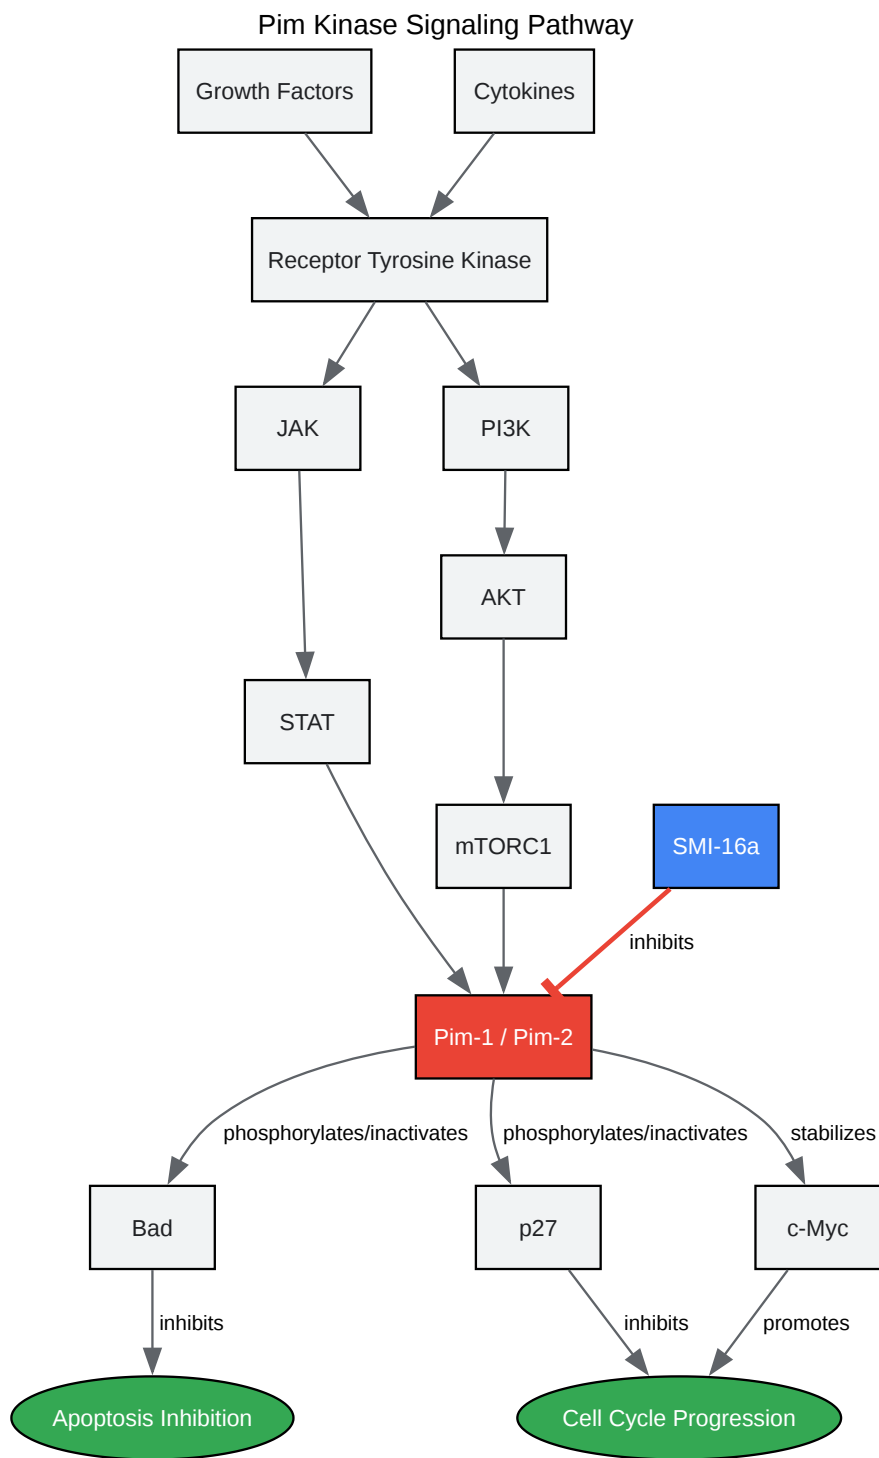 Pim Kinase Signaling Pathway
Growth Factors
Cytokines
Receptor Tyrosine Kinase
JAK
PI3K
AKT
STAT
mTORC1
SMI-16a
inhibits
Pim-1 / Pim-2
phosphorylates/inactivates
phosphorylates/inactivates
stabilizes
Bad
p27
c-Myc
inhibits
inhibits
promotes
Apoptosis Inhibition
Cell Cycle Progression